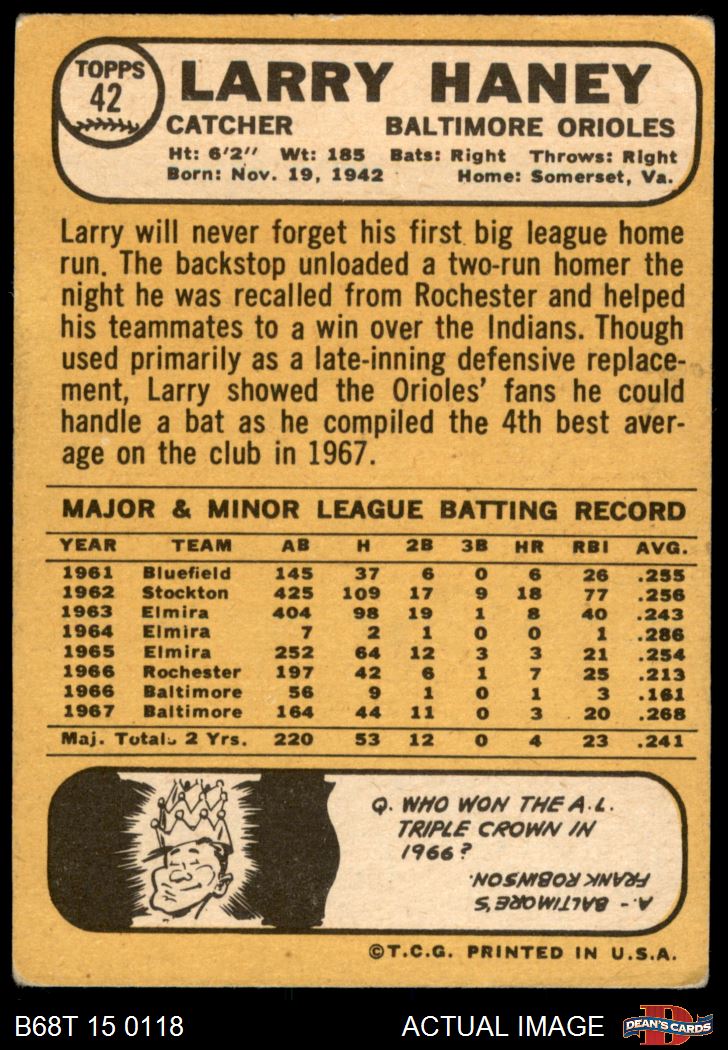 TOPPS
42
LARRY HANEY
CATCHER BALTIMORE ORIOLES
Ht: 6'2" Wt: 185 Bats: Right Throws: Right
Born: Nov. 19, 1942 Home: Somerset, Va.
Larry will never forget his first big league home
run. The backstop unloaded a two-run homer the
night he was recalled from Rochester and helped
his teammates to a win over the Indians. Though
used primarily as a late-inning defensive replace-
ment, Larry showed the Orioles' fans he could
handle a bat as he compiled the 4th best aver-
age on the club in 1967.
MAJOR & MINOR LEAGUE BATTING RECORD
YEAR TEAM AB H 2B 3B HR RBI AVG.
1961 Bluefield 145 37 6 0 6 26 .255
1962 Stockton 425 109 17 9 18 77 .256
1963 Elmira 404 98 19 1 8 40 .243
1964 Elmira 7 2 1 0 0 1 .286
1965 Elmira 252 64 12 3 3 21 .254
1966 Rochester 197 42 6 1 7 25 .213
1966 Baltimore 56 9 1 0 1 3 .161
1967 Baltimore 164 44 11 0 3 20 .268
Maj. Totals 2 Yrs. 220 53 12 0 4 23 .241
Q. WHO WON THE A.L.
TRIPLE CROWN IN
1966?
A.- BALTIMORE'S
FRANK ROBINSON.
©T.C.G. PRINTED IN U.S.A.
B68T 15 0118 ACTUAL IMAGE
D
DEAN'S CARDS